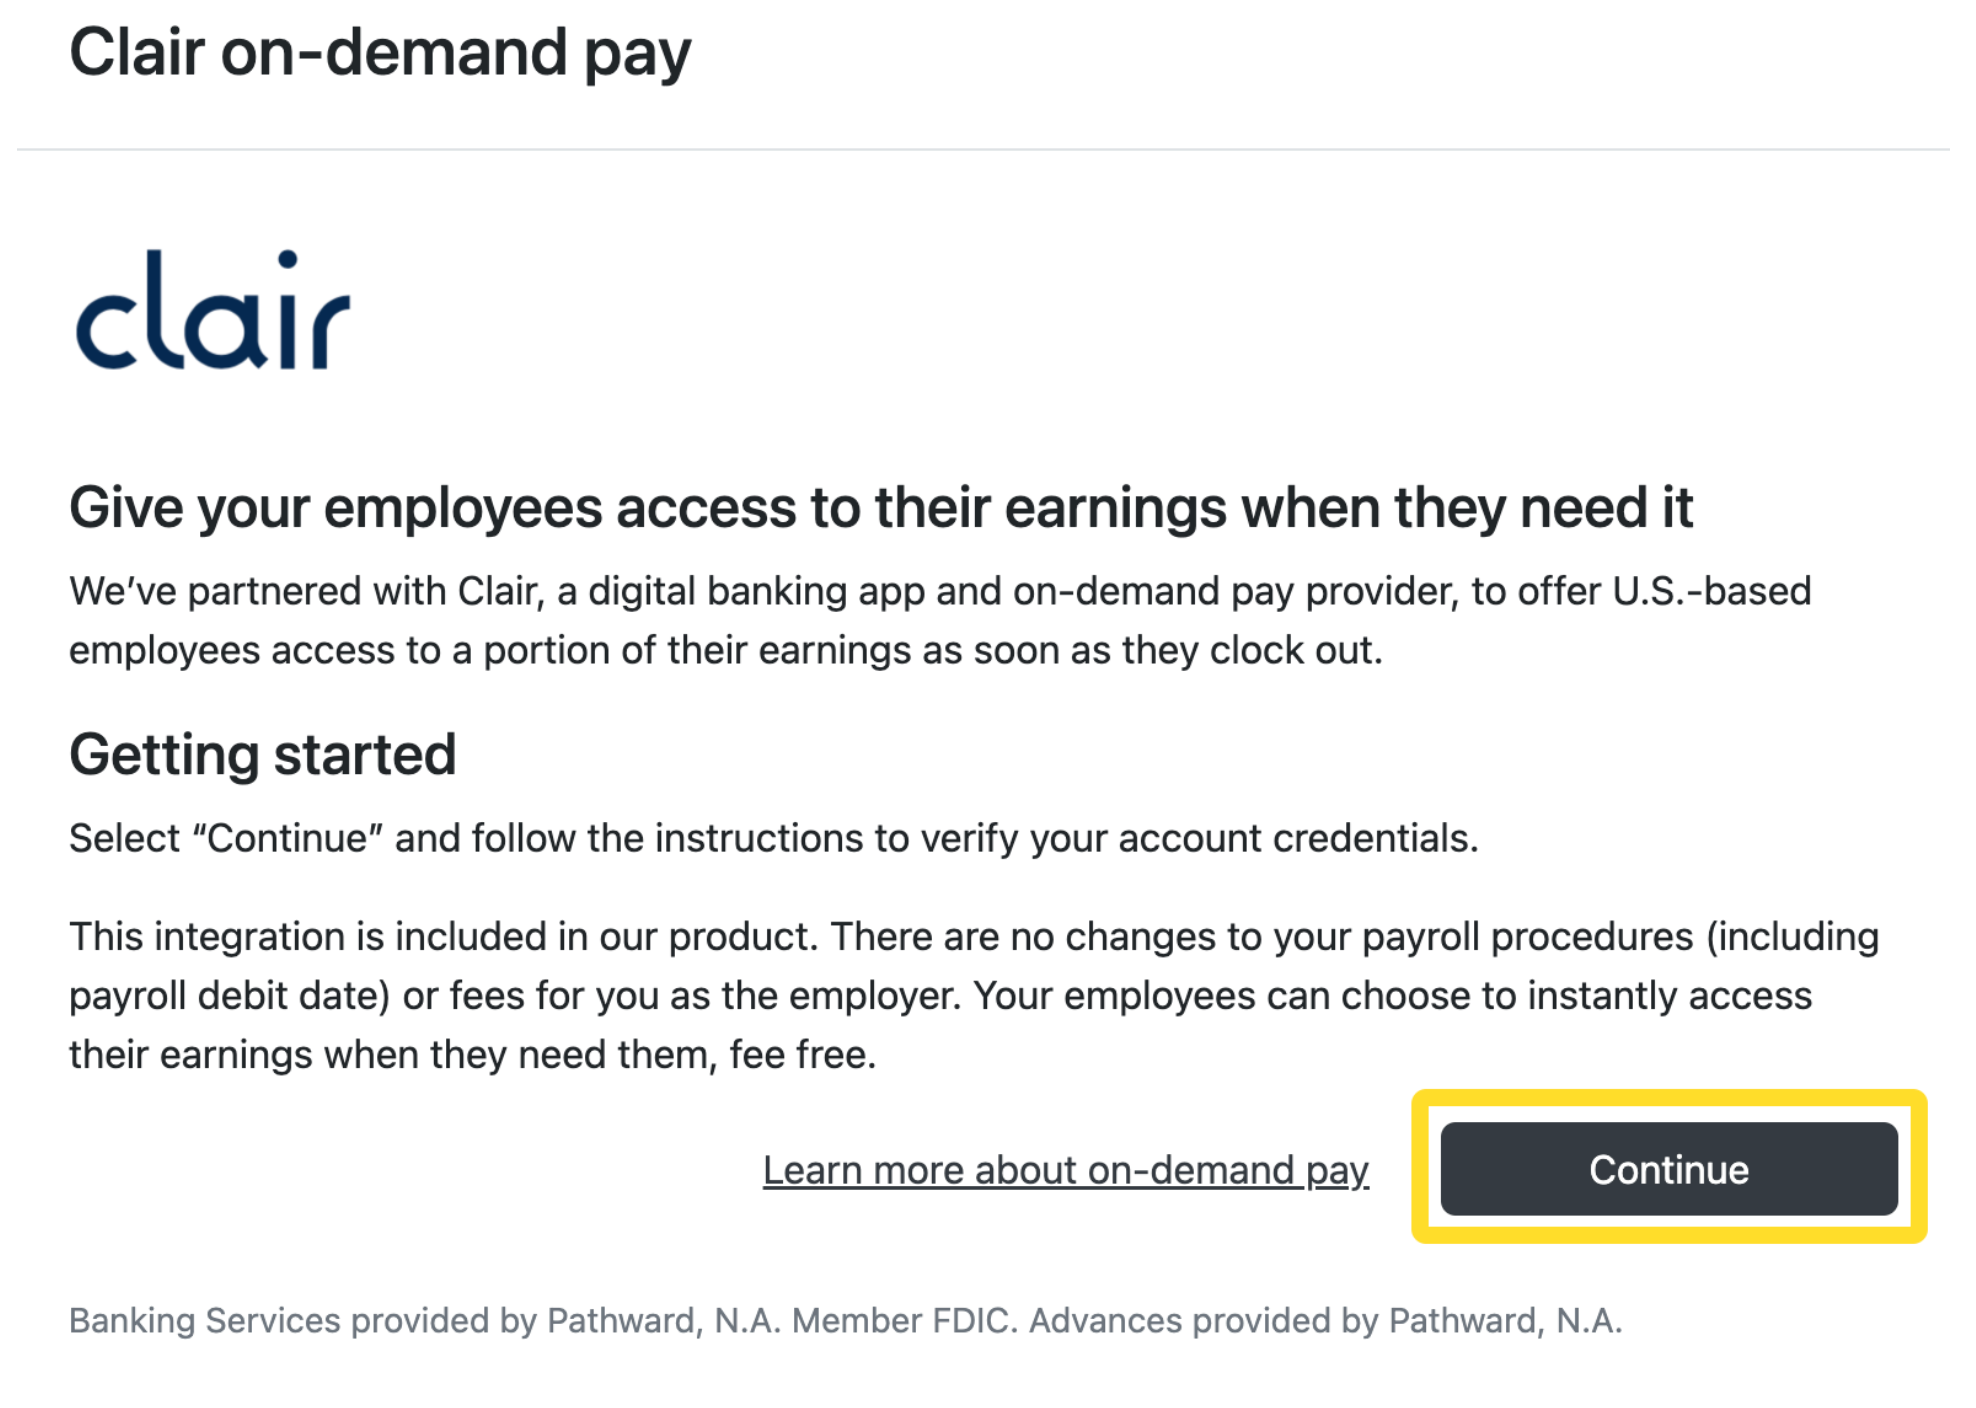 Clair on-demand pay
clair
Give your employees access to their earnings when they need it
We’ve partnered with Clair, a digital banking app and on-demand pay provider, to offer U.S.-based
employees access to a portion of their earnings as soon as they clock out.
Getting started
Select “Continue” and follow the instructions to verify your account credentials.
This integration is included in our product. There are no changes to your payroll procedures (including
payroll debit date) or fees for you as the employer. Your employees can choose to instantly access
their earnings when they need them, fee free.
Learn more about on-demand pay
Continue
Banking Services provided by Pathward, N.A. Member FDIC. Advances provided by Pathward, N.A.